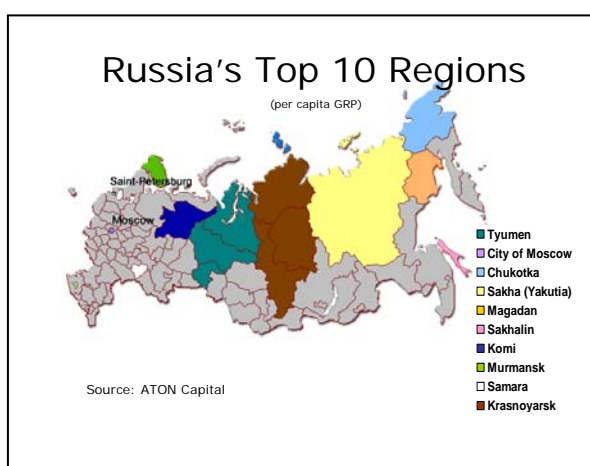 Russia's Top 10 Regions
(per capita GRP)
Saint-Petersburg
Moscow
Tyumen
City of Moscow
Chukotka
Sakha (Yakutia)
Magadan
Sakhalin
Komi
Murmansk
Samara
Krasnoyarsk
Source: ATON Capital